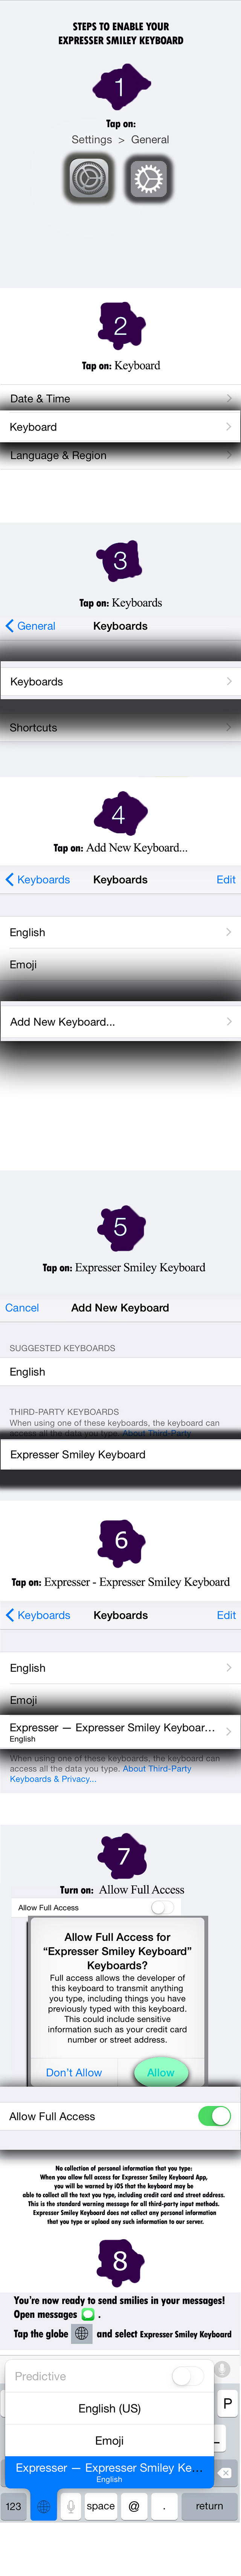 STEPS TO ENABLE YOUR
EXPRESSER SMILEY KEYBOARD
1
Tap on:
Settings > General
2
Tap on: Keyboard
Date & Time
Keyboard
Language & Region
3
Tap on: Keyboards
General Keyboards
Keyboards
Shortcuts
4
Tap on: Add New Keyboard...
Keyboards Keyboards Edit
English
Emoji
Add New Keyboard...
5
Tap on: Expresser Smiley Keyboard
Cancel Add New Keyboard
SUGGESTED KEYBOARDS
English
THIRD-PARTY KEYBOARDS
When using one of these keyboards, the keyboard can
access all the data you type. About Third-Party
Expresser Smiley Keyboard
6
Tap on: Expresser - Expresser Smiley Keyboard
Keyboards Keyboards Edit
English
Emoji
Expresser — Expresser Smiley Keyboar...
English
When using one of these keyboards, the keyboard can
access all the data you type. About Third-Party
Keyboards & Privacy...
7
Turn on: Allow Full Access
Allow Full Access
Allow Full Access for
“Expresser Smiley Keyboard”
Keyboards?
Full access allows the developer of
this keyboard to transmit anything
you type, including things you have
previously typed with this keyboard.
This could include sensitive
information such as your credit card
number or street address.
Don't Allow Allow
Allow Full Access
No collection of personal information that you type:
When you allow full access for Expresser Smiley Keyboard App,
you will be warned by iOS that the keyboard may be
able to collect all the text you type, including credit card and street address.
This is the standard warning message for all third-party input methods.
Expresser Smiley Keyboard does not collect any personal information
that you type or upload any such information to our server.
8
You're now ready to send smilies in your messages!
Open messages .
Tap the globe and select Expresser Smiley Keyboard
Predictive
English (US)
P
Emoji
Expresser — Expresser Smiley Ke...
English
123 space @ . return